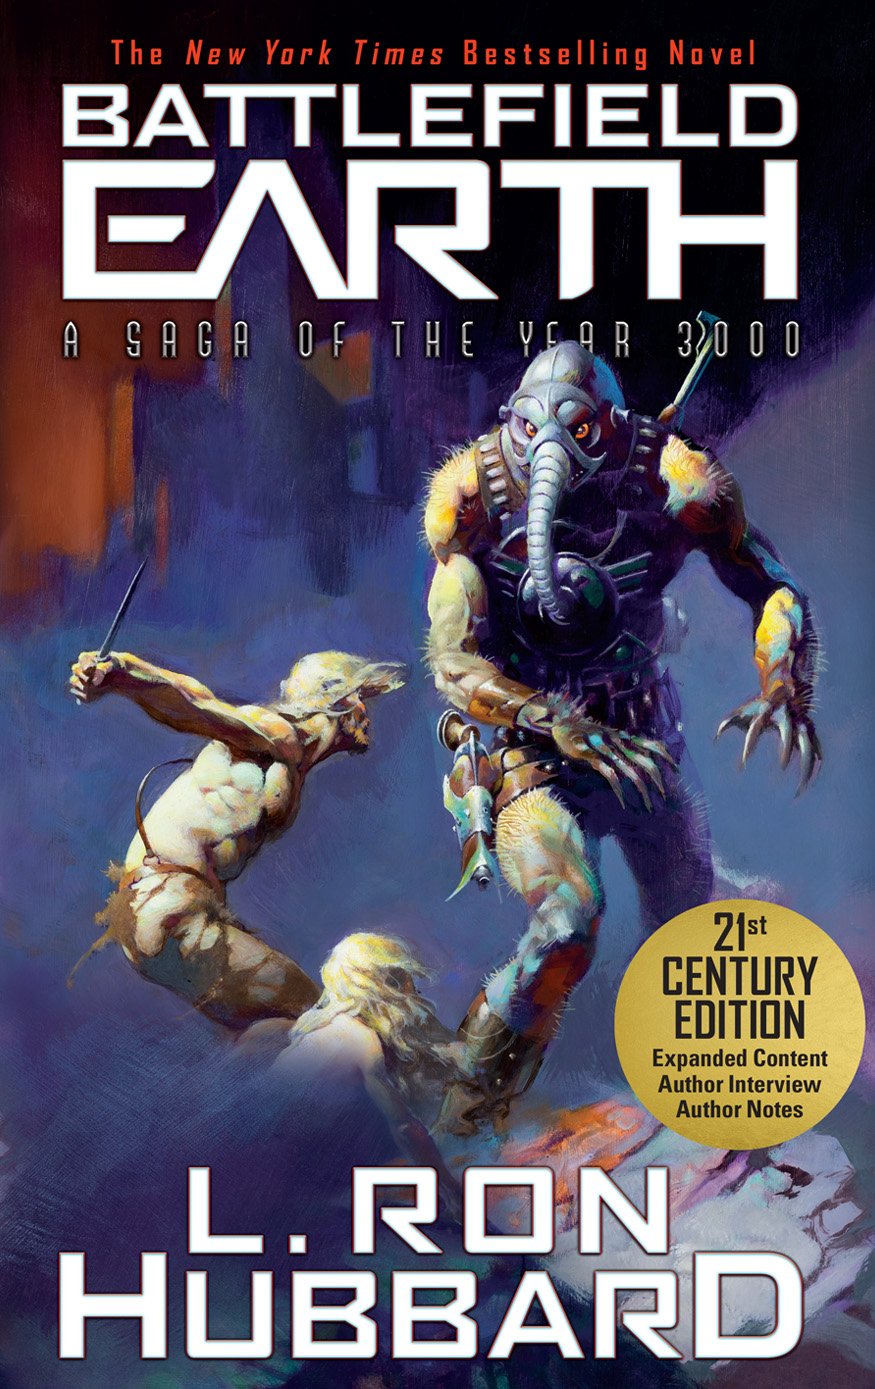 The New York Times Bestselling Novel
BATTLEFIELD
EARTH
A SAGA OF THE YEAR 3000
21st
CENTURY
EDITION
Expanded Content
Author Interview
Author Notes
L. RON
HUBBARD